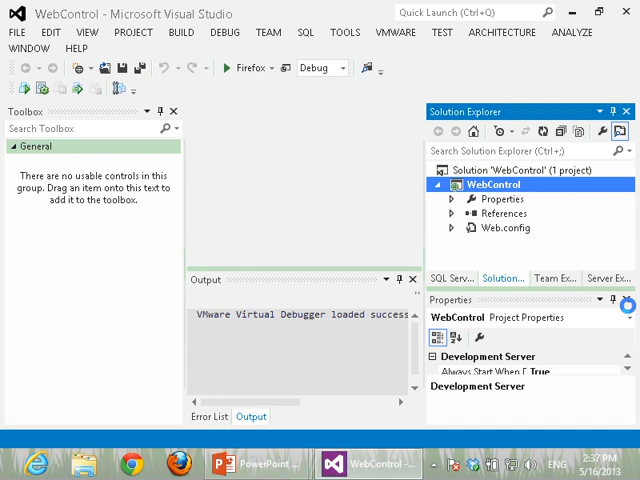 WebControl - Microsoft Visual Studio
Quick Launch (Ctrl+Q)
FILE EDIT VIEW PROJECT BUILD DEBUG TEAM SQL TOOLS VMWARE TEST ARCHITECTURE ANALYZE
WINDOW HELP
Firefox Debug
Toolbox
Search Toolbox
General
There are no usable controls in this
group. Drag an item onto this text to
add it to the toolbox.
Solution Explorer
Search Solution Explorer (Ctrl+;)
Solution 'WebControl' (1 project)
WebControl
Properties
References
Web.config
SQL Serv... Solution... Team Ex... Server Ex...
Output
VMware Virtual Debugger loaded success
Error List Output
Properties
WebControl Project Properties
Development Server
Always Start When True
Development Server
PowerPoint ...
WebControl -...
ENG
2:37 PM
5/16/2013